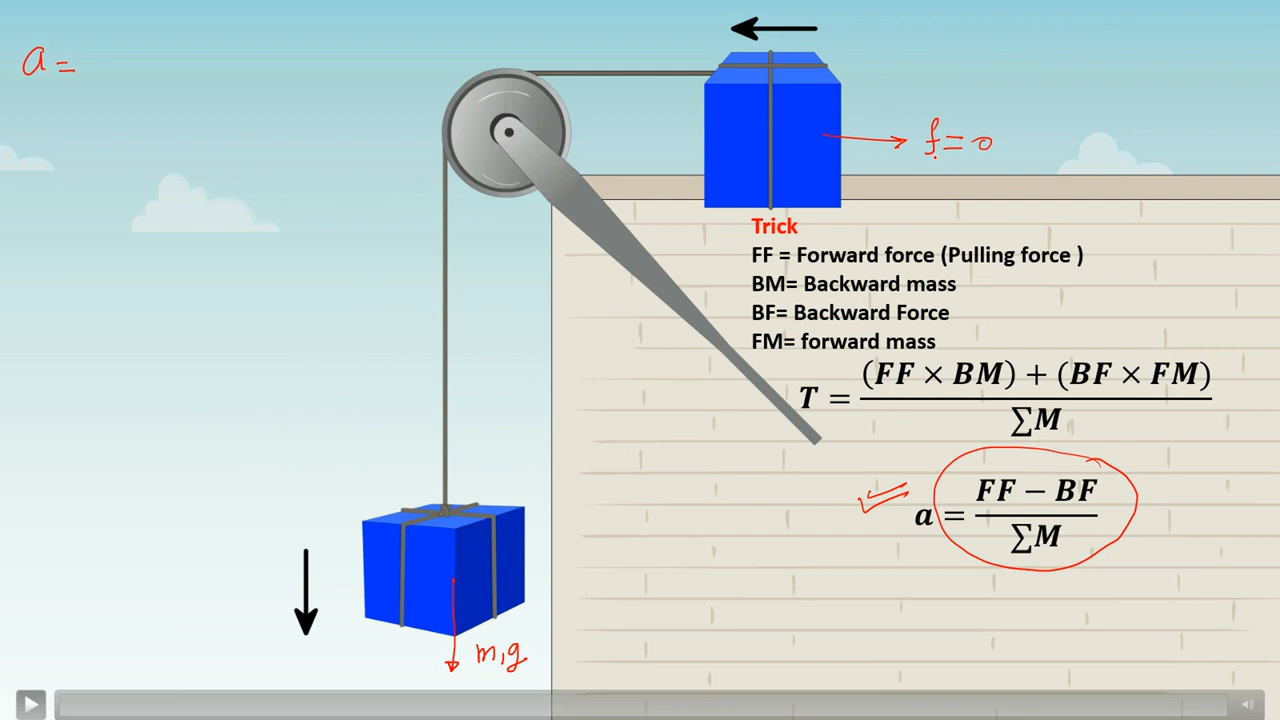 a =
f = 0
Trick
FF = Forward force (Pulling force )
BM= Backward mass
BF= Backward Force
FM= forward mass
T = (FF × BM) + (BF × FM) / ∑M
a = FF − BF / ∑M
m₁g